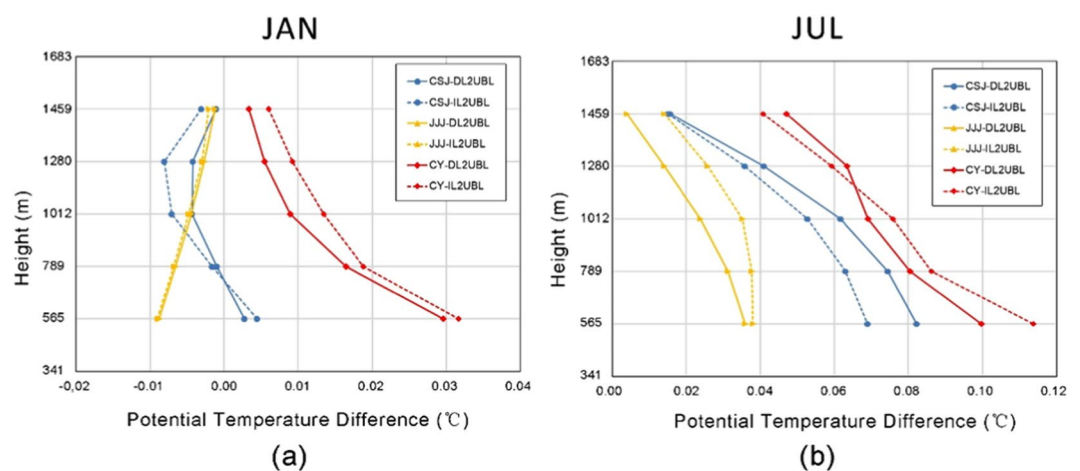 JAN
1683
1459
1280
1012
789
565
341
Height (m)
-0,02
-0.01
0.00
0.01
0.02
0.03
0.04
Potential Temperature Difference (℃)
CSJ-DL2UBL
CSJ-IL2UBL
JJJ-DL2UBL
JJJ-IL2UBL
CY-DL2UBL
CY-IL2UBL
(a)
JUL
1683
1459
1280
1012
789
565
341
Height (m)
0.00
0.02
0.04
0.06
0.08
0.10
0.12
Potential Temperature Difference (℃)
CSJ-DL2UBL
CSJ-IL2UBL
JJJ-DL2UBL
JJJ-IL2UBL
CY-DL2UBL
CY-IL2UBL
(b)